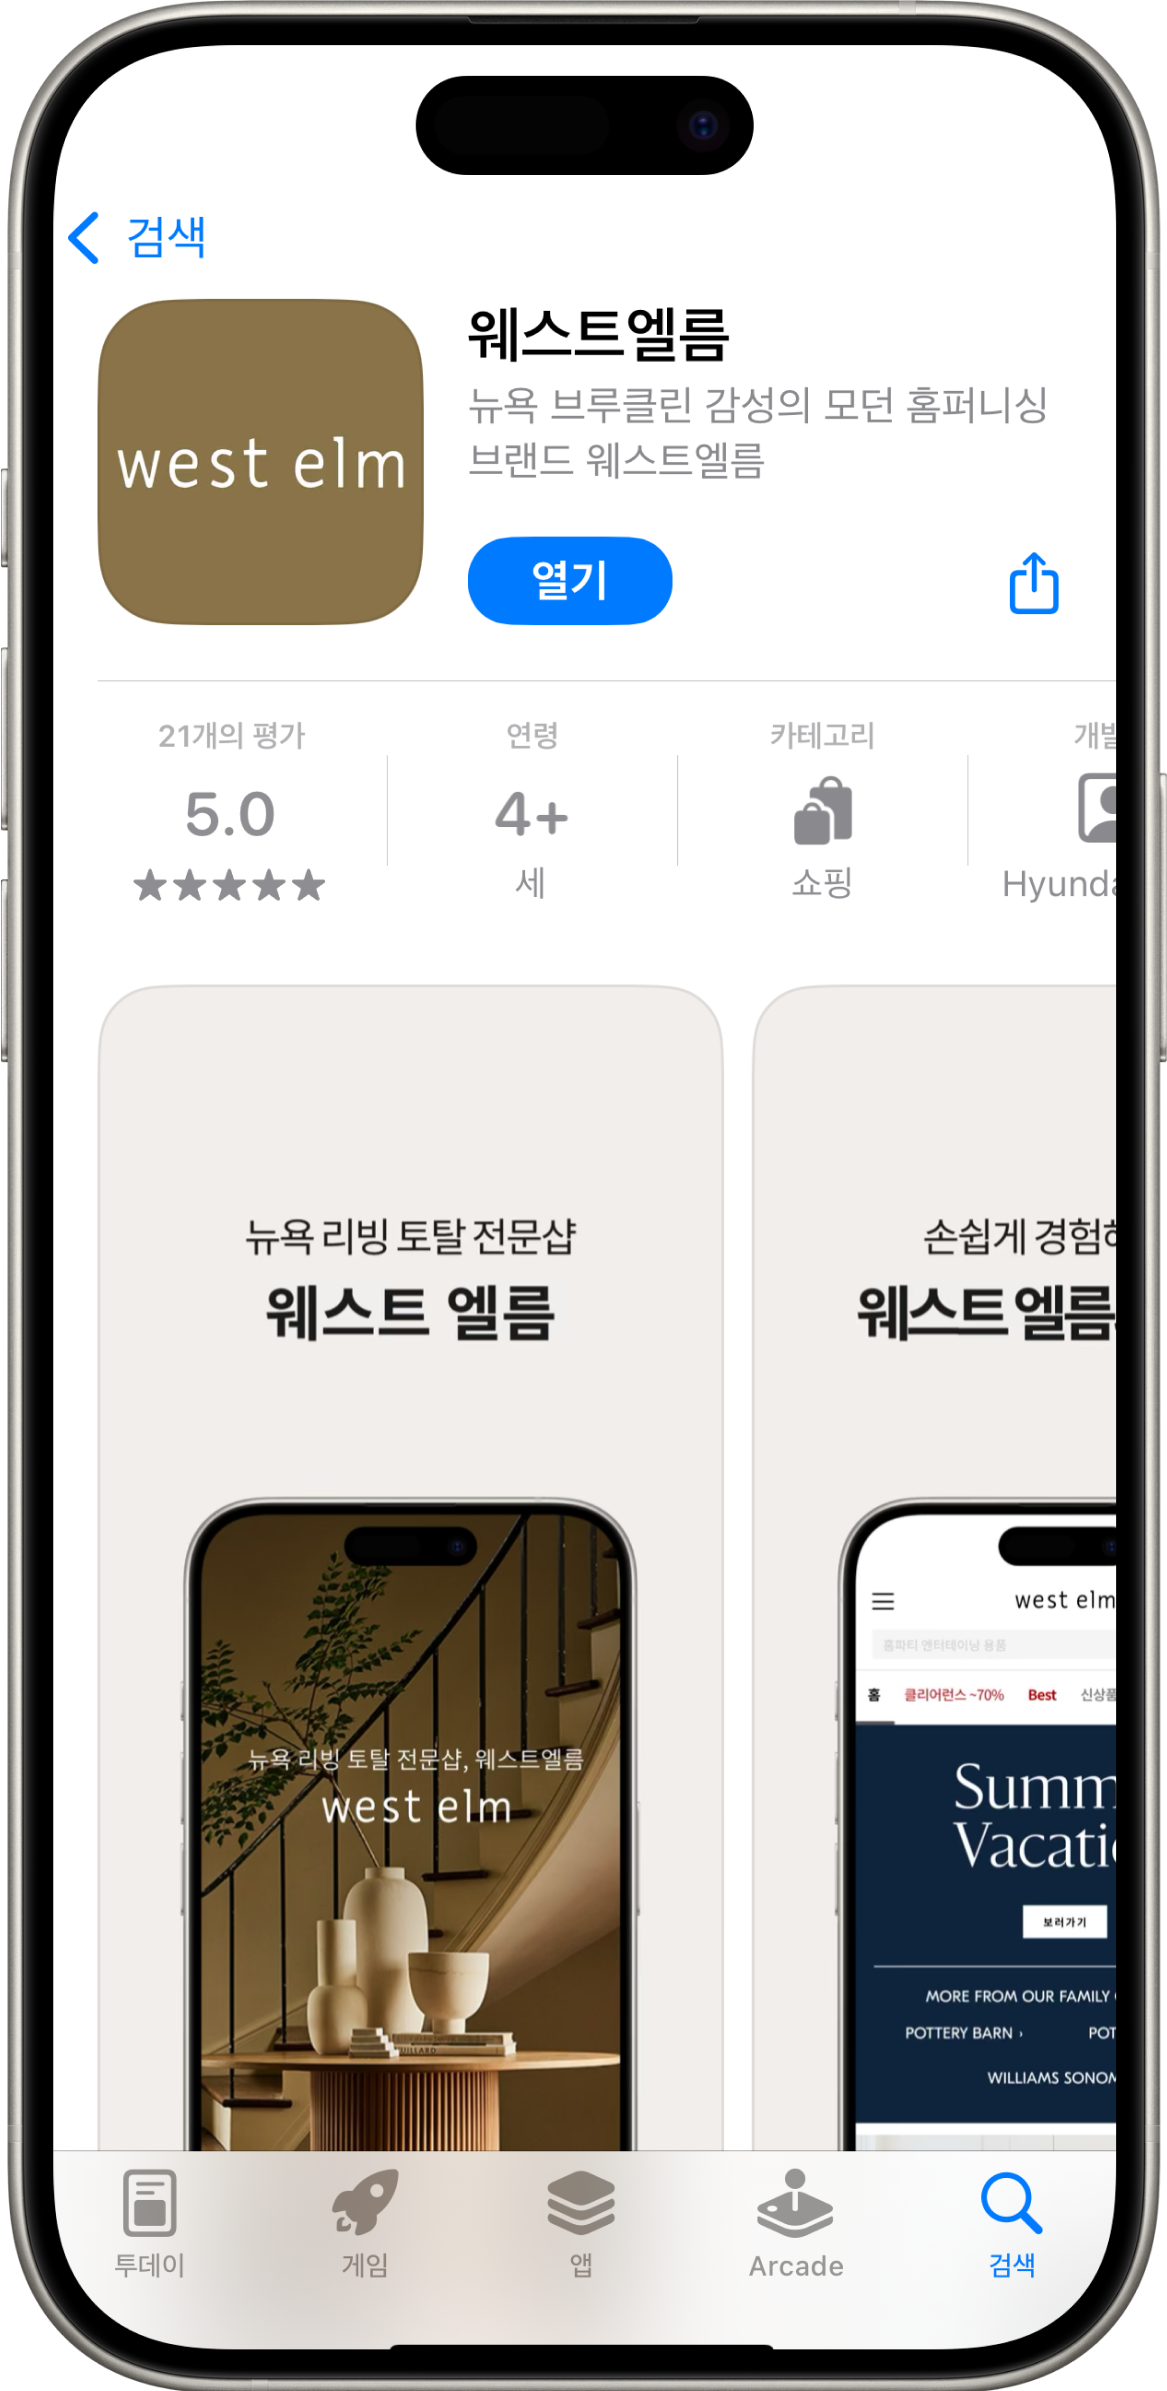 검색
west elm
웨스트엘름
뉴욕 브루클린 감성의 모던 홈퍼니싱
브랜드 웨스트엘름
열기
21개의 평가
5.0
연령
4+
세
카테고리
쇼핑
개발
Hyunda
뉴욕 리빙 토탈 전문샵
웨스트 엘름
뉴욕 리빙 토탈 전문샵, 웨스트엘름
west elm
손쉽게 경험하
웨스트 엘름
west elm
홈파티 엔터테이닝 용품
홈 클리어런스 ~70% Best 신상품
Summ
Vacati
보러가기
MORE FROM OUR FAMILY
POTTERY BARN › POT
WILLIAMS SONOM
투데이
게임
앱
Arcade
검색